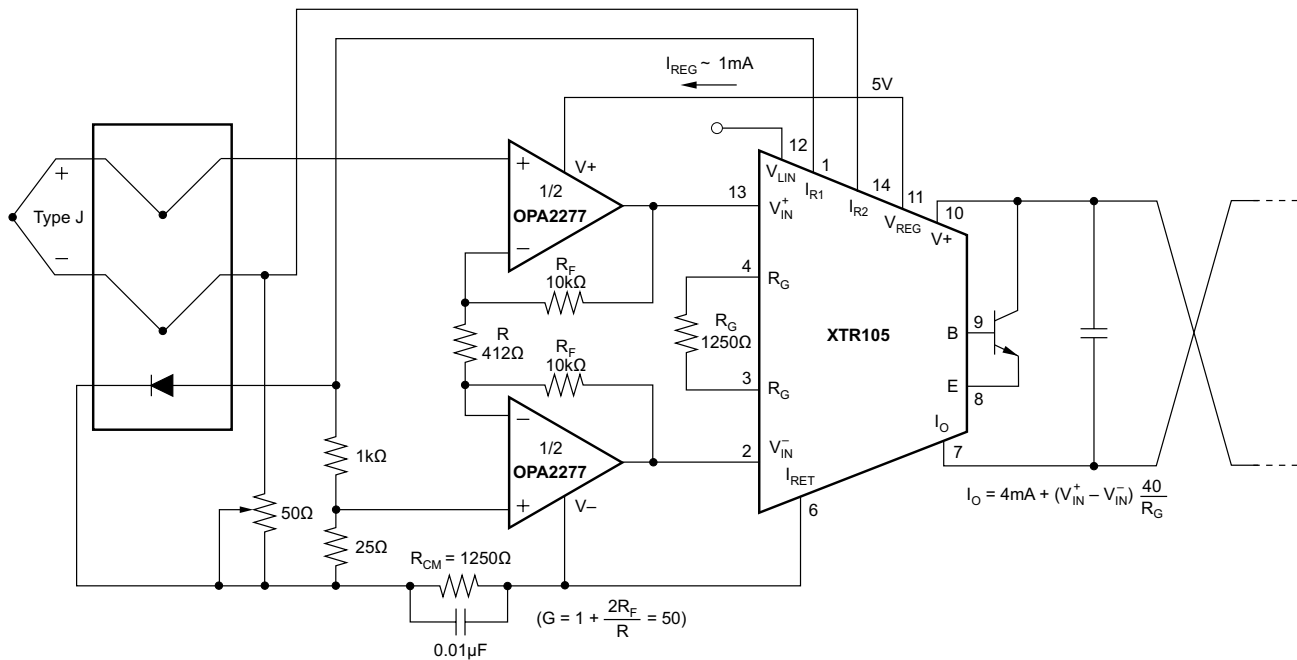 I_REG ~ 1mA
5V
12
1
14
11
10
V_LIN
I_R1
I_R2
V_REG
V+
+
Type J
−
+
1/2
OPA2277
V+
−
13
V_IN^+
R_F
10kΩ
4
R_G
R
412Ω
R_G
1250Ω
XTR105
9
B
R_F
10kΩ
3
R_G
E
8
−
1/2
OPA2277
V−
+
2
V_IN^−
I_RET
I_O
7
6
1kΩ
50Ω
25Ω
I_O = 4mA + (V_IN^+ − V_IN^−) 40/R_G
R_CM = 1250Ω
0.01µF
(G = 1 + 2R_F/R = 50)